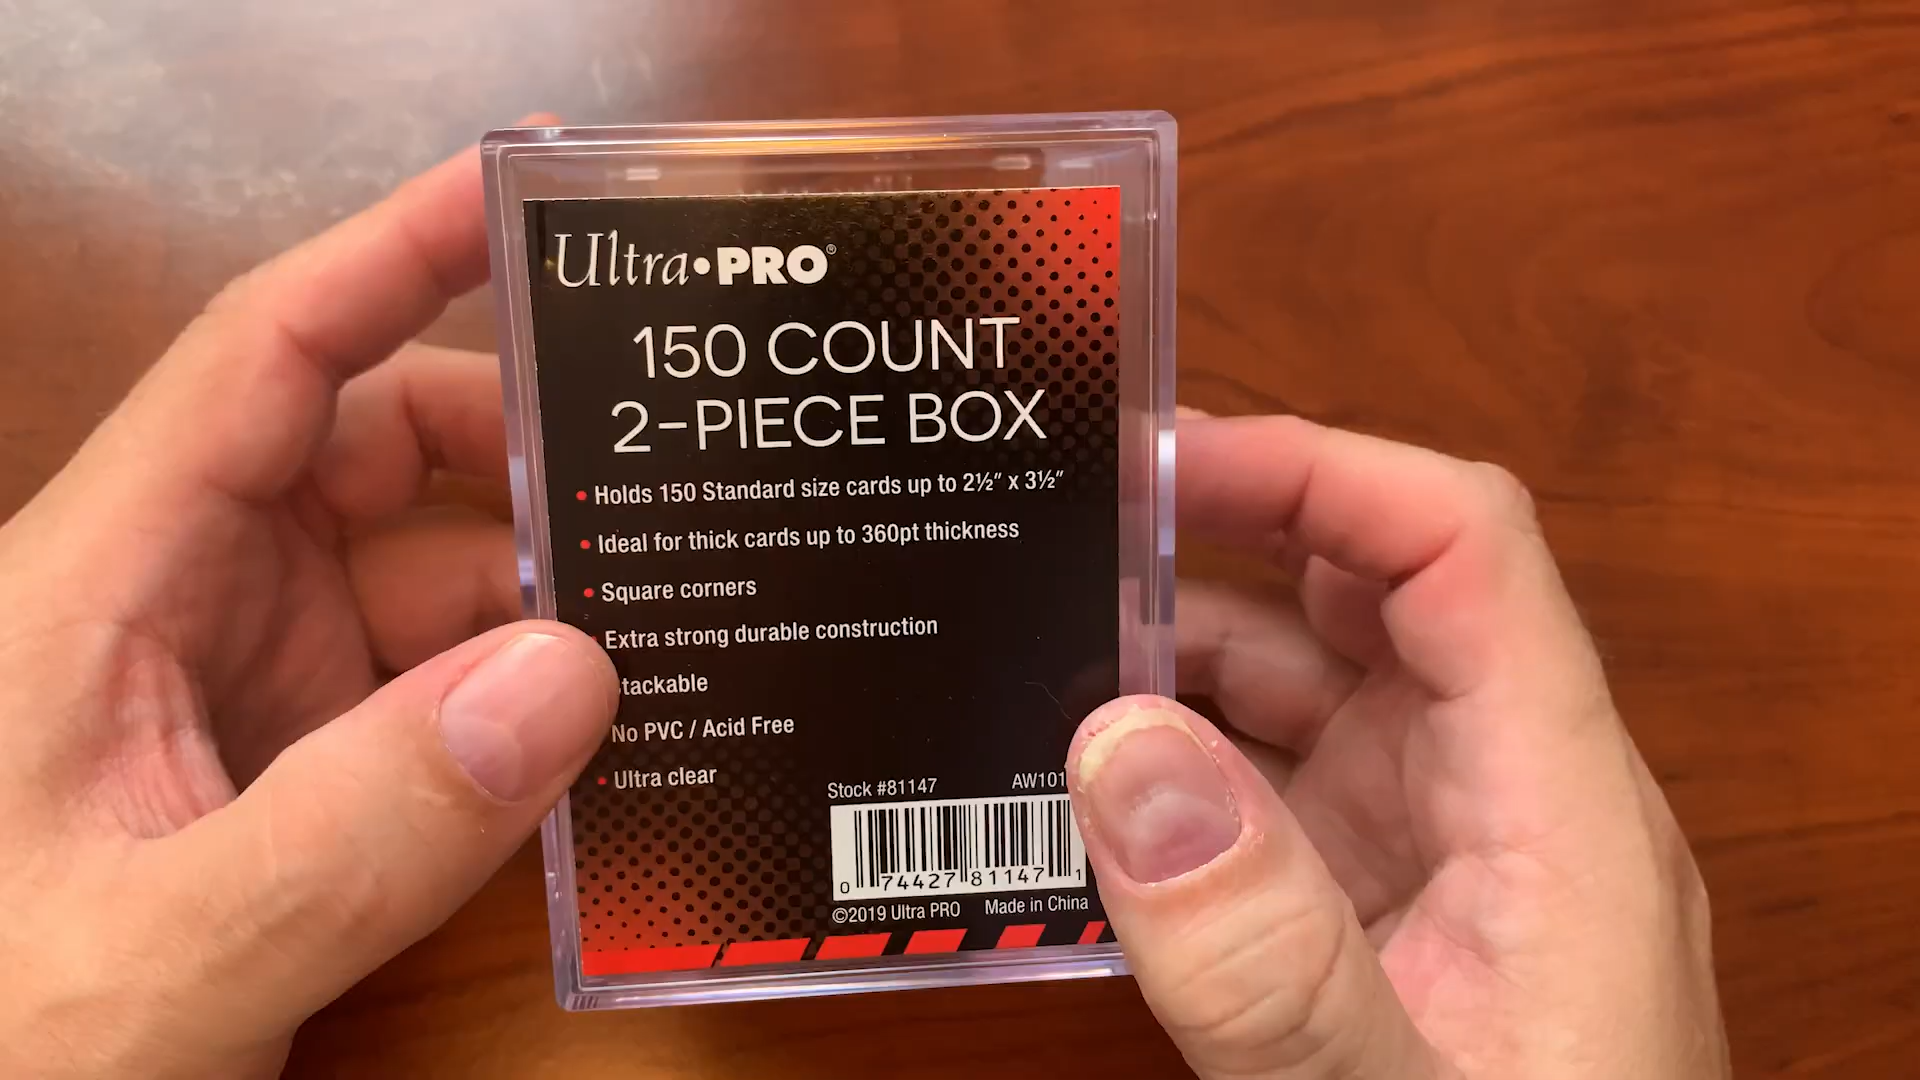 Ultra•PRO®
150 COUNT
2-PIECE BOX
• Holds 150 Standard size cards up to 2½" x 3½"
• Ideal for thick cards up to 360pt thickness
• Square corners
Extra strong durable construction
tackable
No PVC / Acid Free
• Ultra clear
Stock #81147 AW101
0 74427 81147 1
©2019 Ultra PRO Made in China